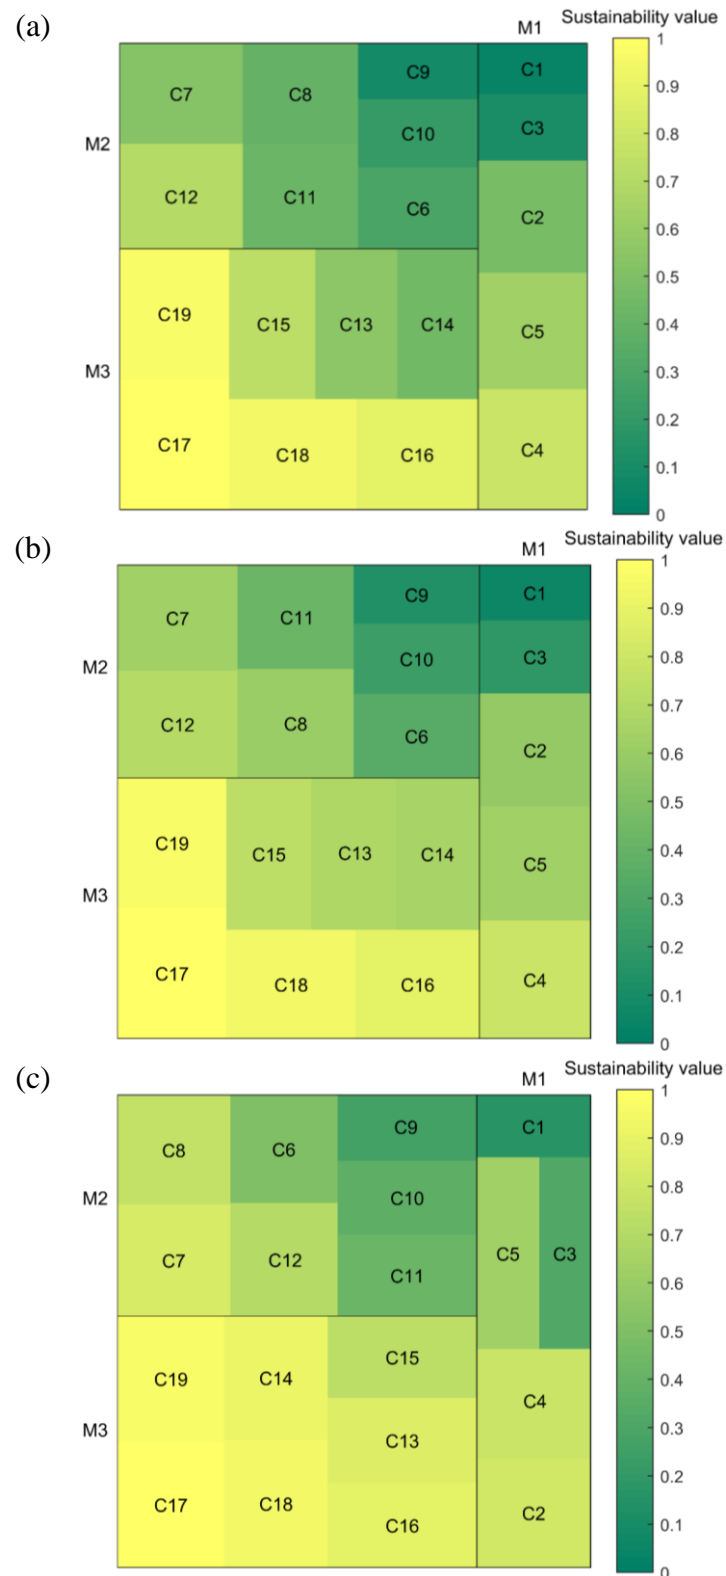 (a)
M1
Sustainability value
C7
C8
C9
C1
C10
C3
M2
C12
C11
C6
C2
C19
C15
C13
C14
C5
M3
C17
C18
C16
C4
1
0.9
0.8
0.7
0.6
0.5
0.4
0.3
0.2
0.1
0
(b)
M1
Sustainability value
C7
C11
C9
C1
C10
C3
M2
C12
C8
C6
C2
C19
C15
C13
C14
C5
M3
C17
C18
C16
C4
1
0.9
0.8
0.7
0.6
0.5
0.4
0.3
0.2
0.1
0
(c)
M1
Sustainability value
C8
C6
C9
C1
M2
C10
C7
C12
C11
C5
C3
C19
C14
C15
C4
M3
C13
C17
C18
C16
C2
1
0.9
0.8
0.7
0.6
0.5
0.4
0.3
0.2
0.1
0